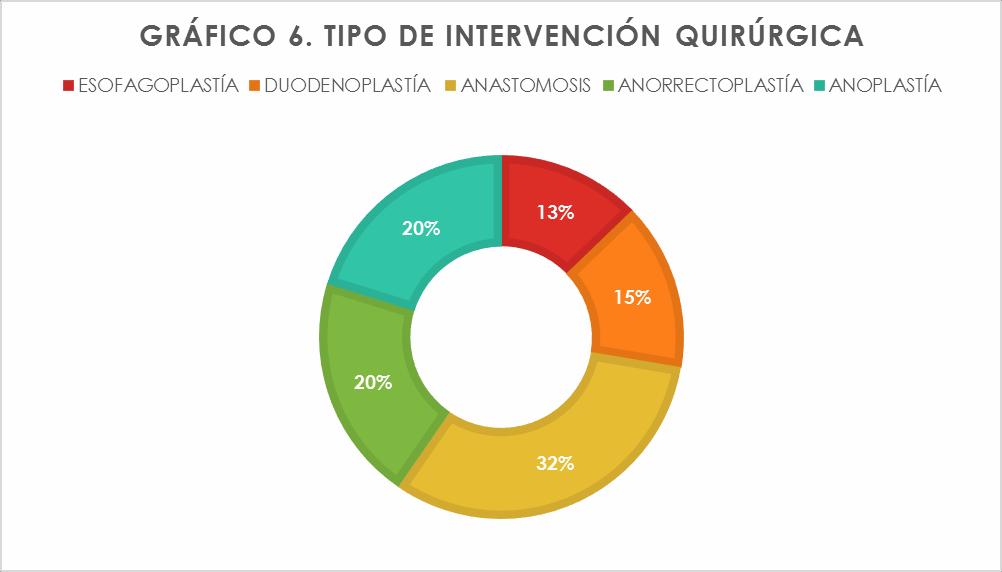 GRÁFICO 6. TIPO DE INTERVENCIÓN QUIRÚRGICA
ESOFAGOPLASTÍA DUODENOPLASTÍA ANASTOMOSIS ANORRECTOPLASTÍA ANOPLASTÍA
13%
20%
15%
20%
32%